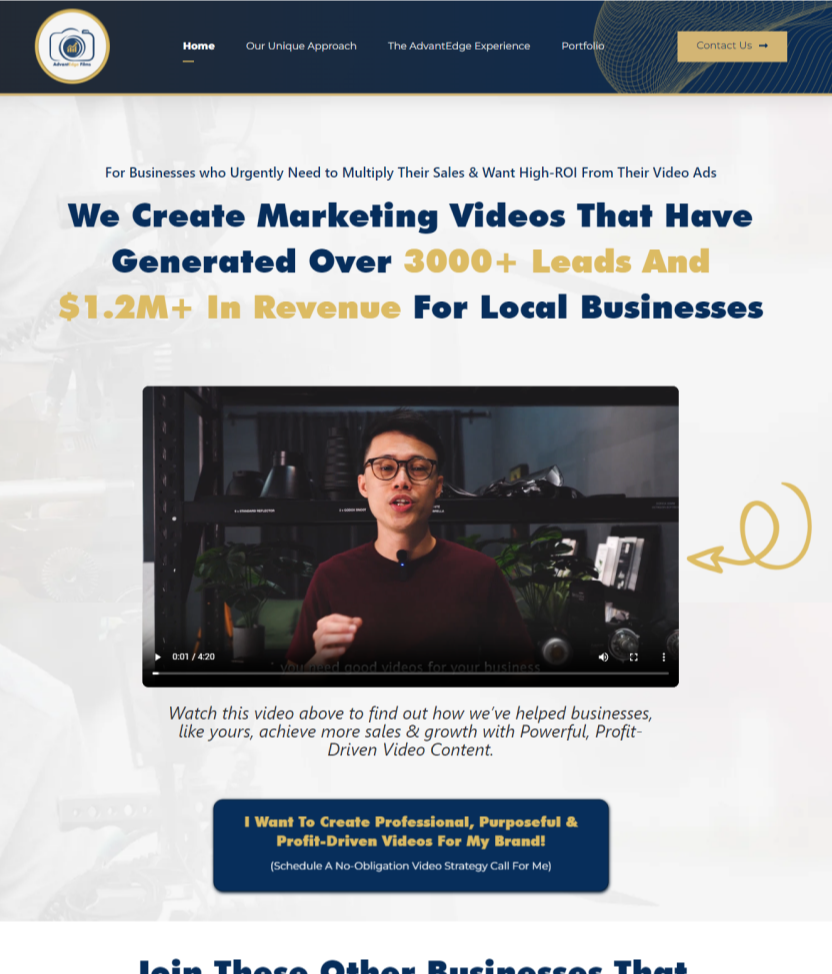 AdvantEdge Films
Home
Our Unique Approach
The AdvantEdge Experience
Portfolio
Contact Us
For Businesses who Urgently Need to Multiply Their Sales & Want High-ROI From Their Video Ads
We Create Marketing Videos That Have
Generated Over 3000+ Leads And
$1.2M+ In Revenue For Local Businesses
0:01 / 4:20
you need good videos for your business
Watch this video above to find out how we've helped businesses,
like yours, achieve more sales & growth with Powerful, Profit-
Driven Video Content.
I Want To Create Professional, Purposeful &
Profit-Driven Videos For My Brand!
(Schedule A No-Obligation Video Strategy Call For Me)
Join These Other Businesses That